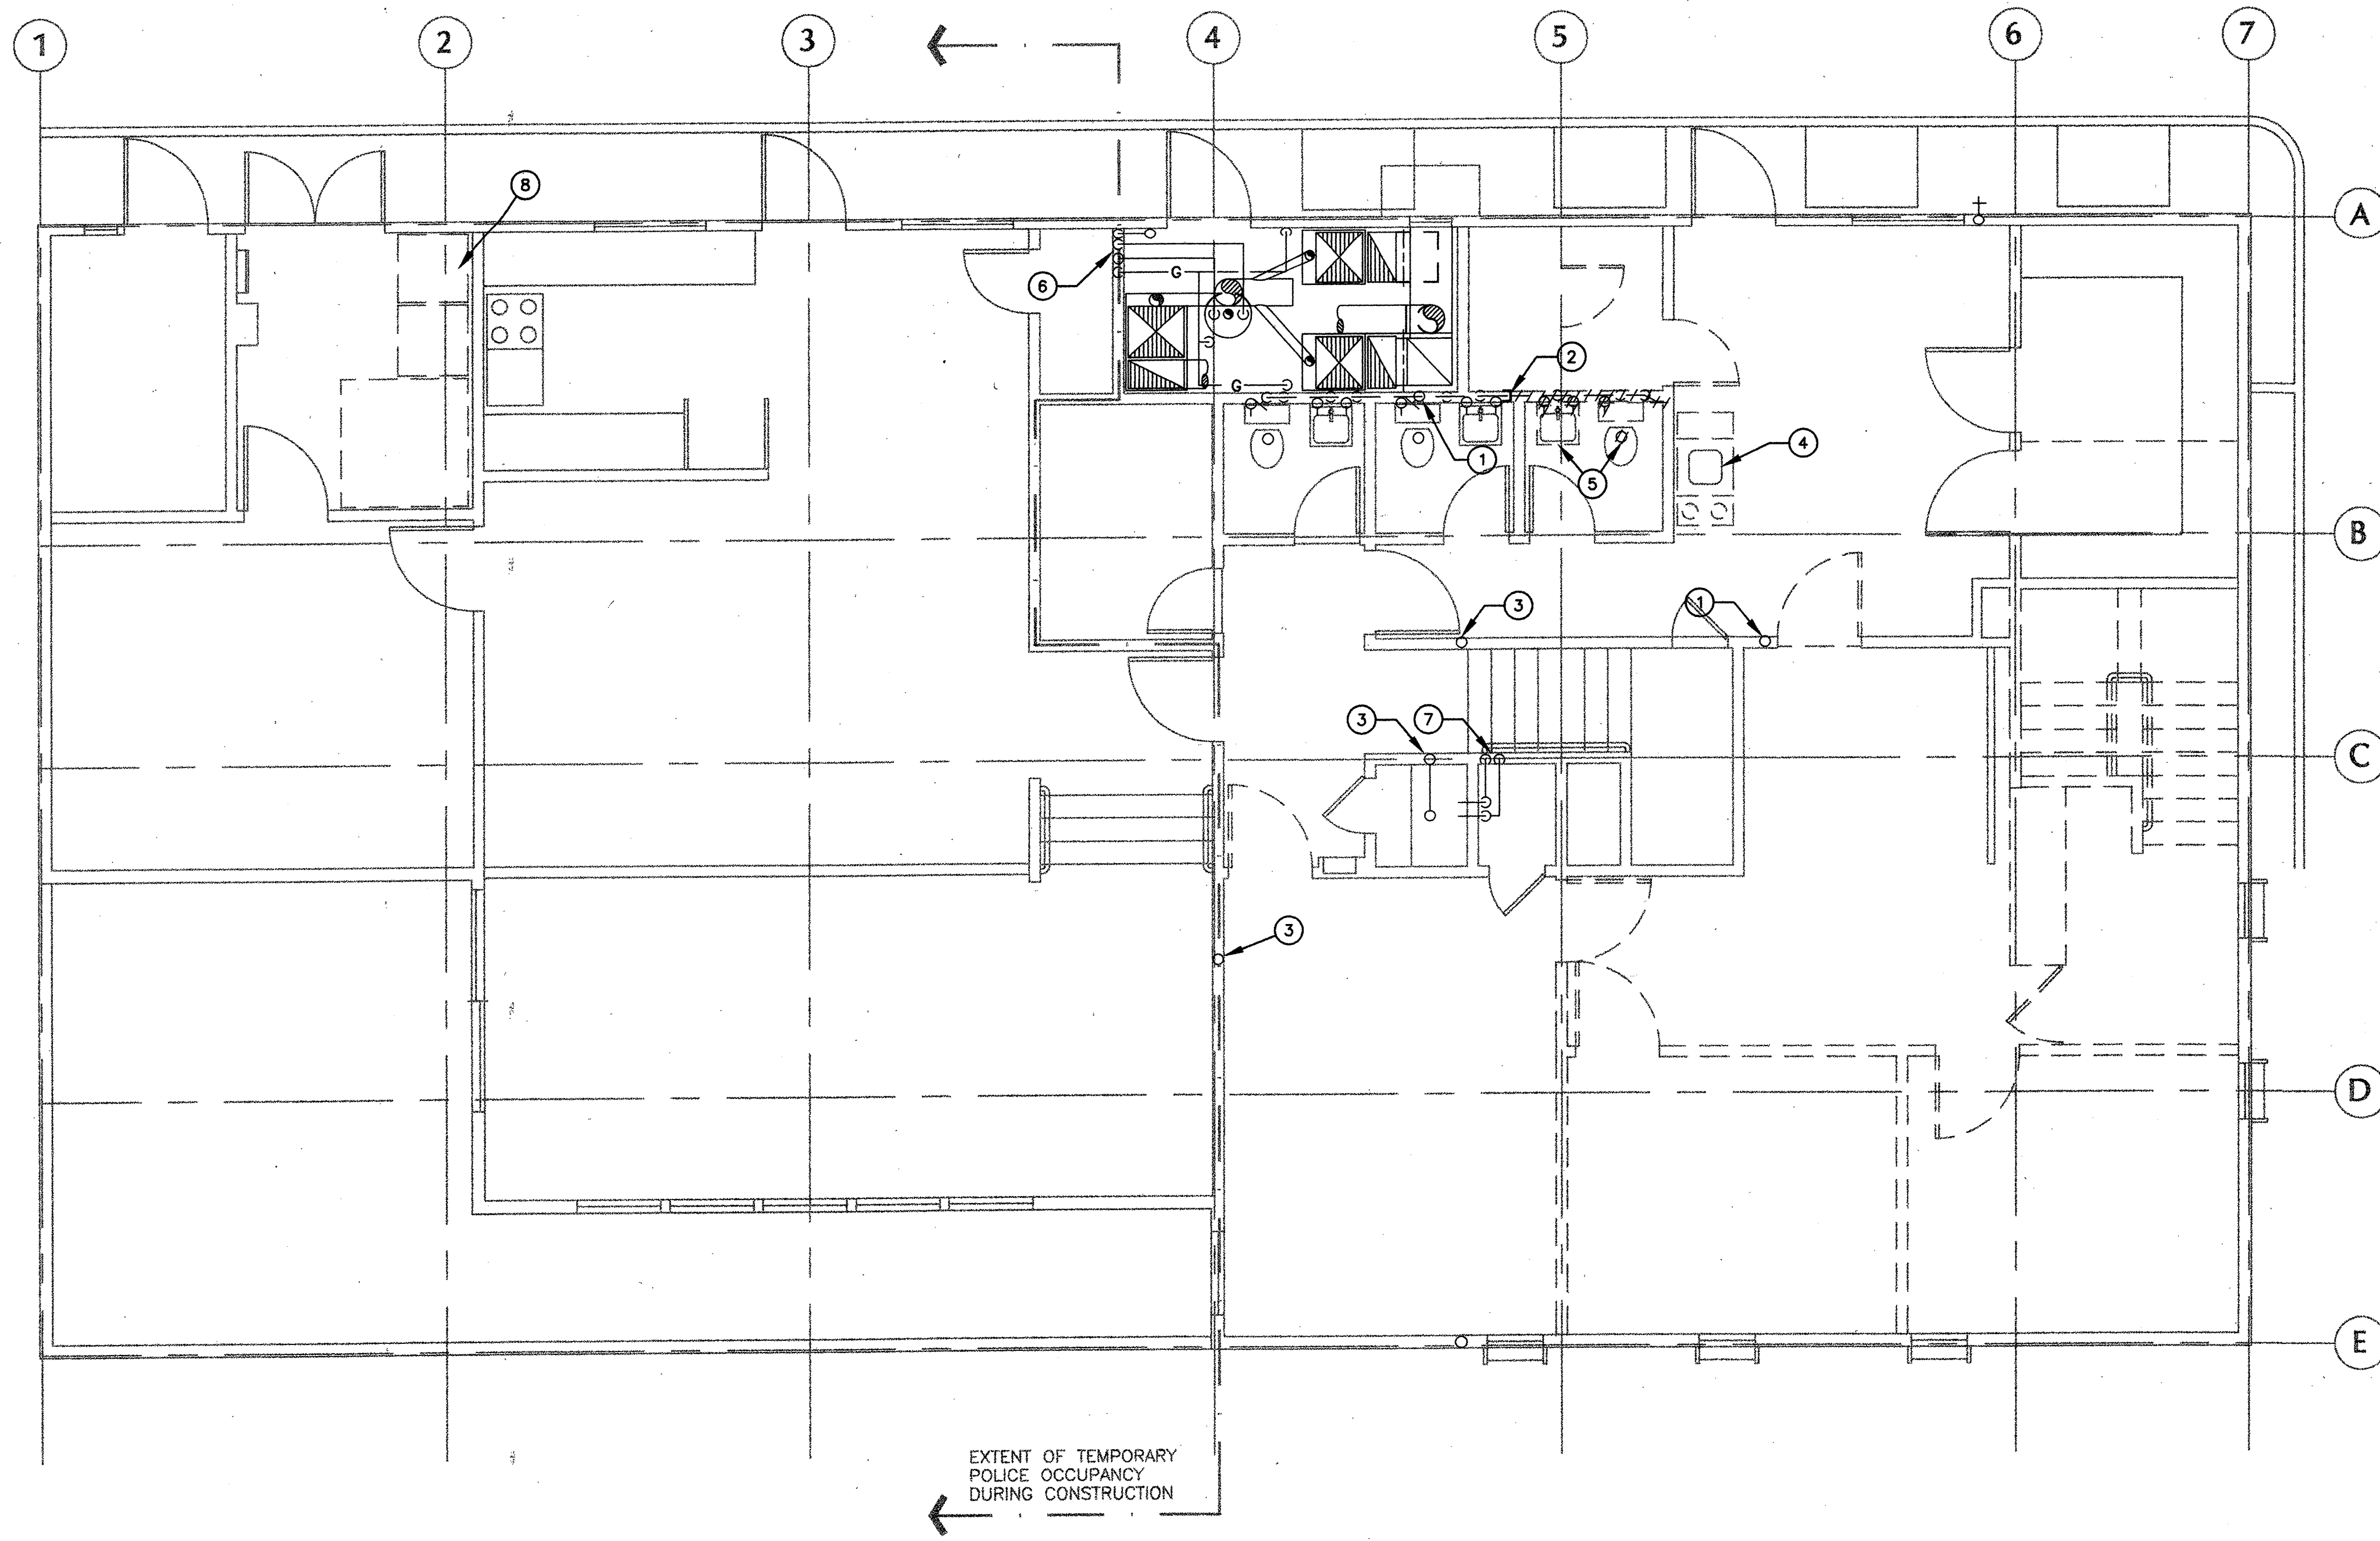 1 2 3 4 5 6 7
8
A
6
G
2
G
1
4
5
B
3
1
3
7
C
3
D
E
EXTENT OF TEMPORARY
POLICE OCCUPANCY
DURING CONSTRUCTION